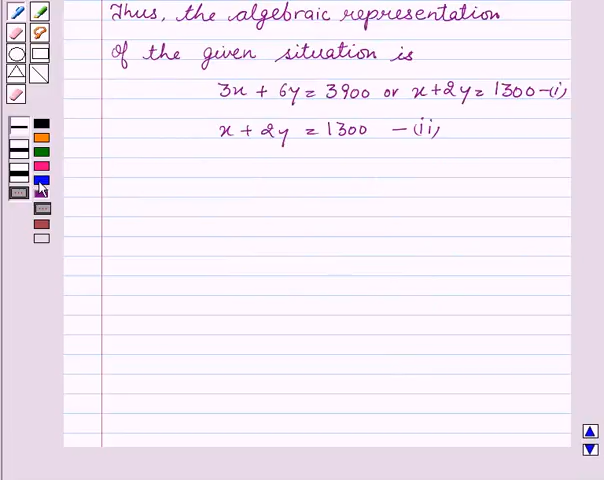 Thus, the algebraic representation
of the given situation is
3x + 6y = 3900 or x+2y = 1300 -(i)
x + 2y = 1300 - (ii)